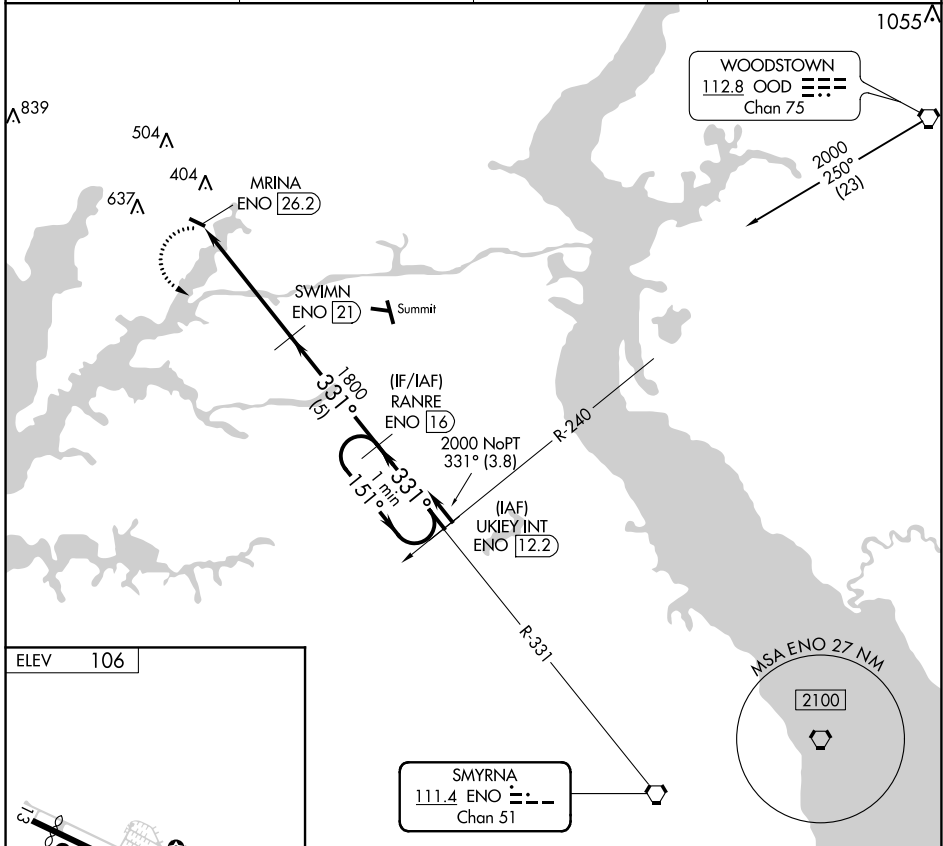 1055
WOODSTOWN
112.8 OOD
Chan 75
839
504
404
637
MRINA
ENO 26.2
2000
250°
(23)
SWIMN
ENO 21
Summit
1800
331°
(5)
(IF/IAF)
RANRE
ENO 16
2000 NoPT
331° (3.8)
R-240
1 min
331°
151°
(IAF)
UKIEY INT
ENO 12.2
R-331
ELEV 106
MSA ENO 27 NM
2100
SMYRNA
111.4 ENO
Chan 51
13